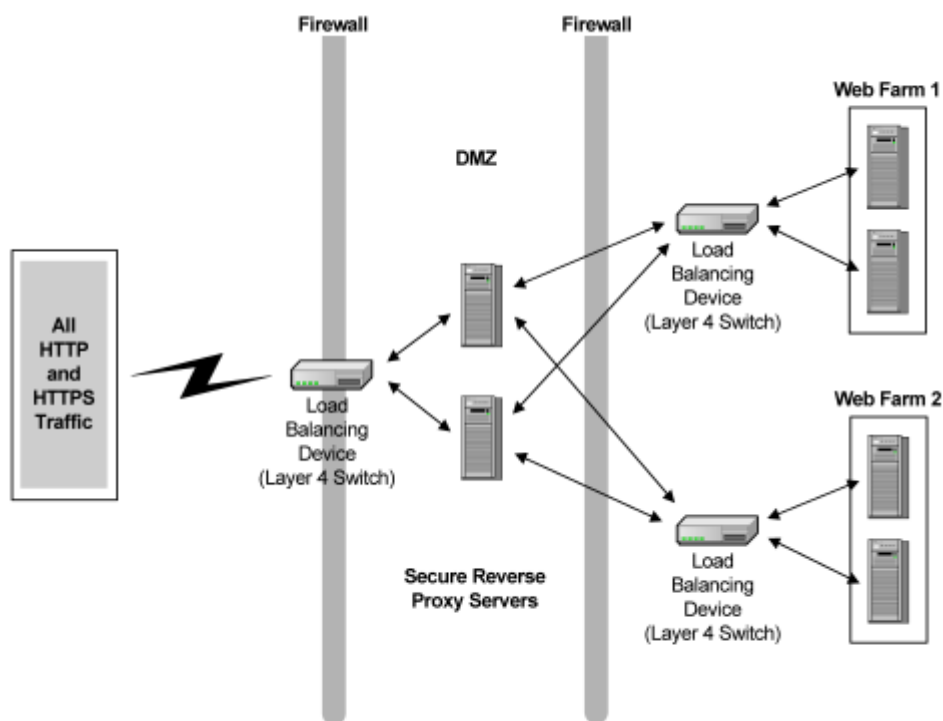 Firewall
Firewall
Web Farm 1
DMZ
Load
Balancing
Device
(Layer 4 Switch)
All
HTTP
and
HTTPS
Traffic
Load
Balancing
Device
(Layer 4 Switch)
Web Farm 2
Secure Reverse
Proxy Servers
Load
Balancing
Device
(Layer 4 Switch)